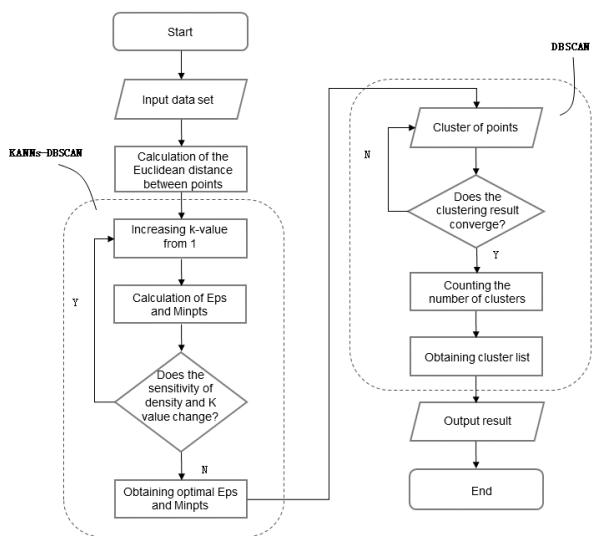 Start
Input data set
KANNs-DBSCAN
Calculation of the
Euclidean distance
between points
Increasing k-value
from 1
Y
Calculation of Eps
and Minpts
Does the
sensitivity of
density and K
value change?
N
Obtaining optimal Eps
and Minpts
DBSCAN
Cluster of points
N
Does the
clustering result
converge?
Y
Counting the
number of clusters
Obtaining cluster list
Output result
End